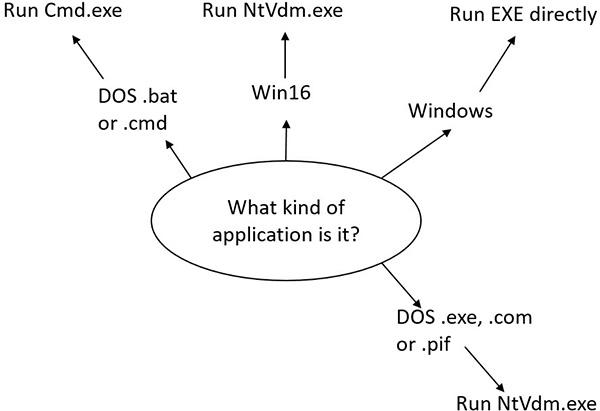 Run Cmd.exe
Run NtVdm.exe
Run EXE directly
DOS .bat
or .cmd
Win16
Windows
What kind of
application is it?
DOS .exe, .com
or .pif
Run NtVdm.exe